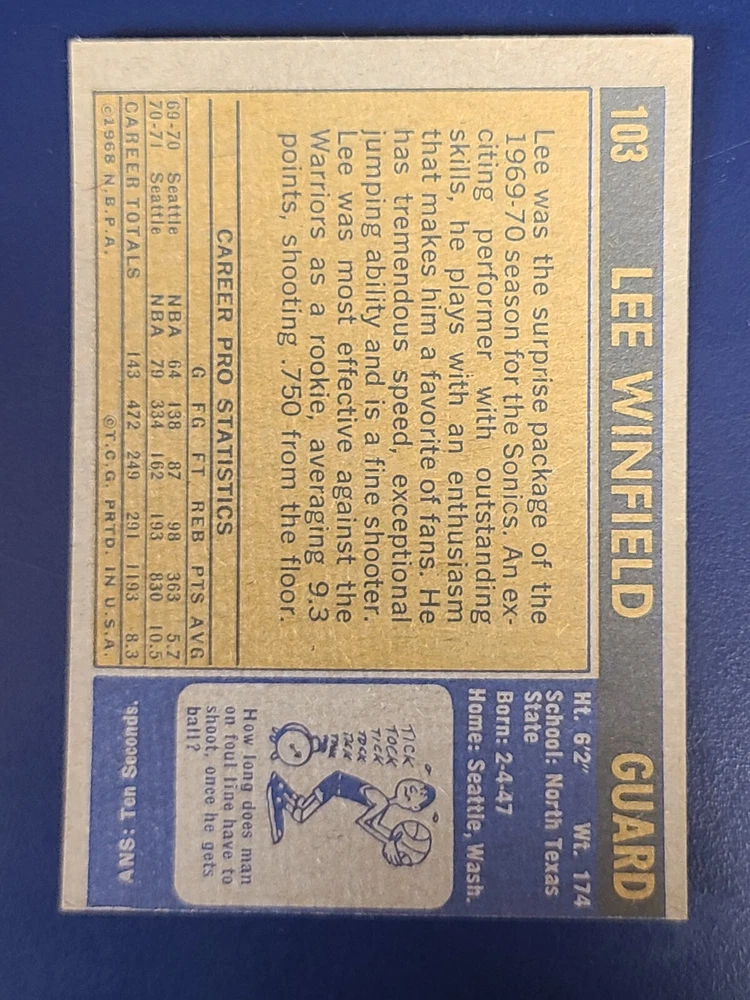 103 LEE WINFIELD GUARD
Lee was the surprise package of the
1969-70 season for the Sonics. An ex-
citing performer with outstanding
skills, he plays with an enthusiasm
that makes him a favorite of fans. He
has tremendous speed, exceptional
jumping ability and is a fine shooter.
Lee was most effective against the
Warriors as a rookie, averaging 9.3
points, shooting .750 from the floor.
CAREER PRO STATISTICS
G FG FT REB PTS AVG
69-70 Seattle NBA 64 138 87 98 363 5.7
70-71 Seattle NBA 79 334 162 193 830 10.5
CAREER TOTALS 143 472 249 291 1193 8.3
©1968 N.B.P.A. ©T.C.G. PRTD. IN U.S.A.
Ht. 6'2" Wt. 174
School: North Texas
State
Born: 2-4-47
Home: Seattle, Wash.
TICK
TOCK
TICK
TOCK
TICK
TOCK
How long does man
on foul line have to
shoot, once he gets
ball?
ANS: Ten Seconds.